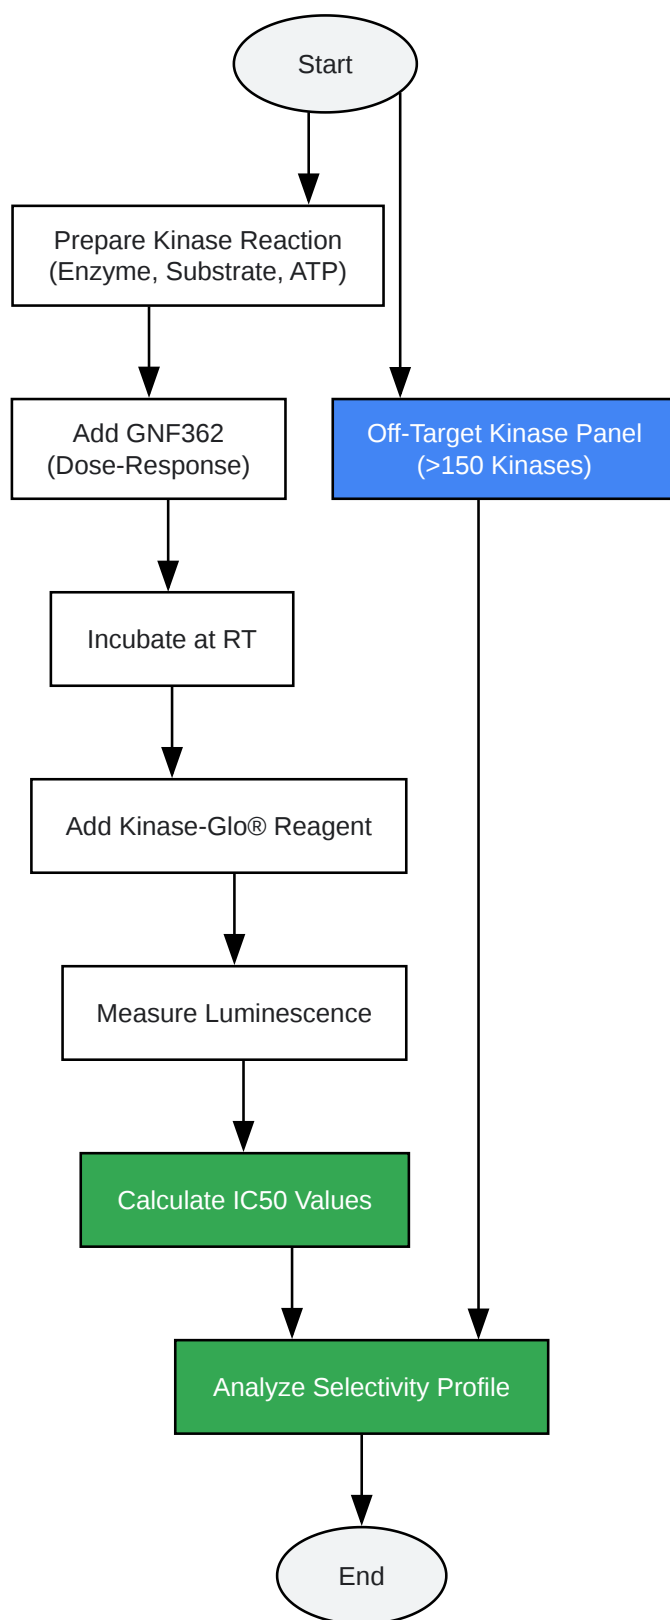 Start
Prepare Kinase Reaction
(Enzyme, Substrate, ATP)
Add GNF362
(Dose-Response)
Off-Target Kinase Panel
(>150 Kinases)
Incubate at RT
Add Kinase-Glo® Reagent
Measure Luminescence
Calculate IC50 Values
Analyze Selectivity Profile
End